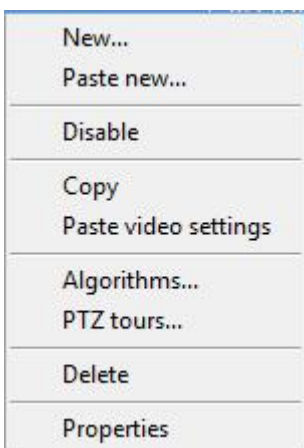 New...
Paste new...
Disable
Copy
Paste video settings
Algorithms...
PTZ tours...
Delete
Properties